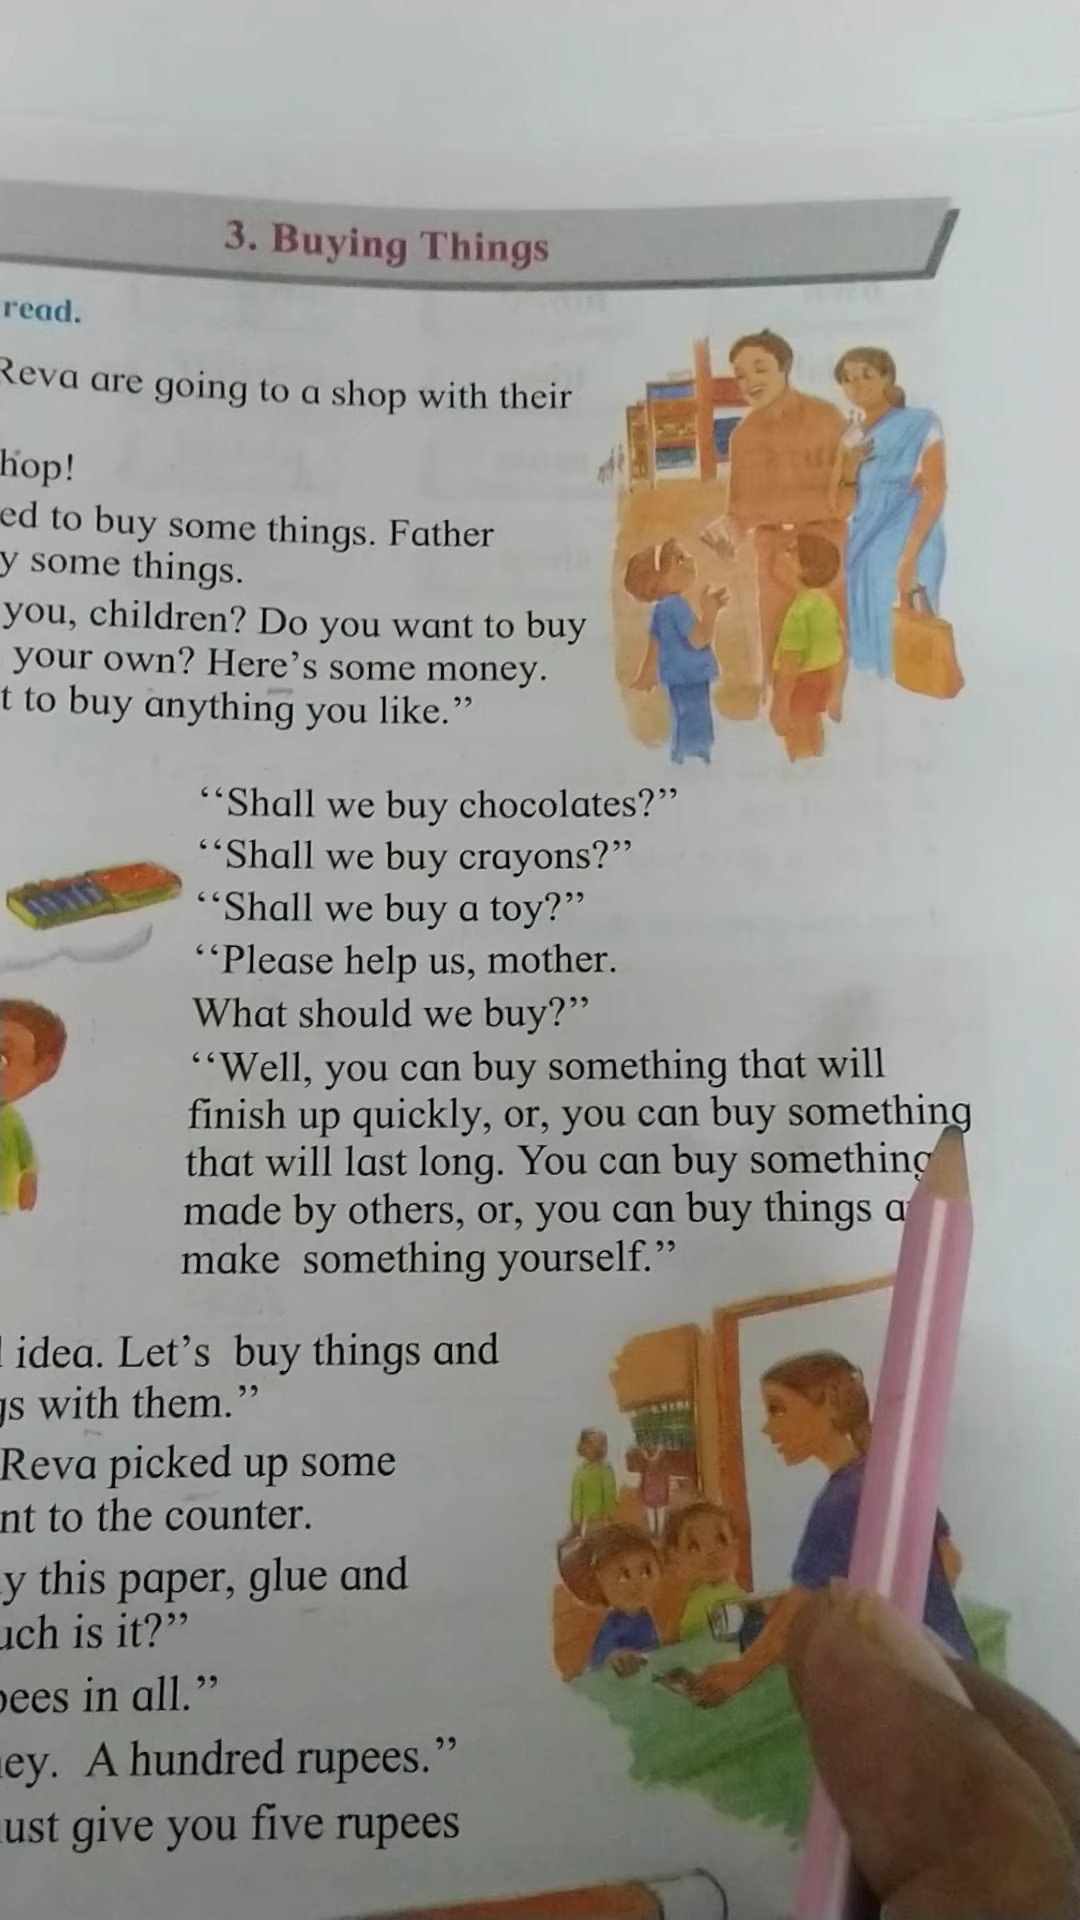 3. Buying Things
read.
Reva are going to a shop with their
hop!
ed to buy some things. Father
y some things.
you, children? Do you want to buy
your own? Here's some money.
t to buy anything you like."
"Shall we buy chocolates?"
"Shall we buy crayons?"
"Shall we buy a toy?"
"Please help us, mother.
What should we buy?"
"Well, you can buy something that will
finish up quickly, or, you can buy something
that will last long. You can buy something
made by others, or, you can buy things
make something yourself."
idea. Let's buy things and
with them."
Reva picked up some
nt to the counter.
y this paper, glue and
uch is it?"
pees in all."
ey. A hundred rupees."
ust give you five rupees